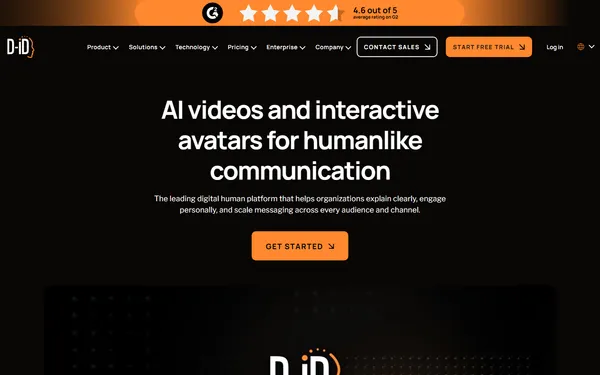 4.6 out of 5
average rating on G2
D-iD
Product
Solutions
Technology
Pricing
Enterprise
Company
CONTACT SALES
START FREE TRIAL
Log in
AI videos and interactive
avatars for humanlike
communication
The leading digital human platform that helps organizations explain clearly, engage
personally, and scale messaging across every audience and channel.
GET STARTED
D-iD